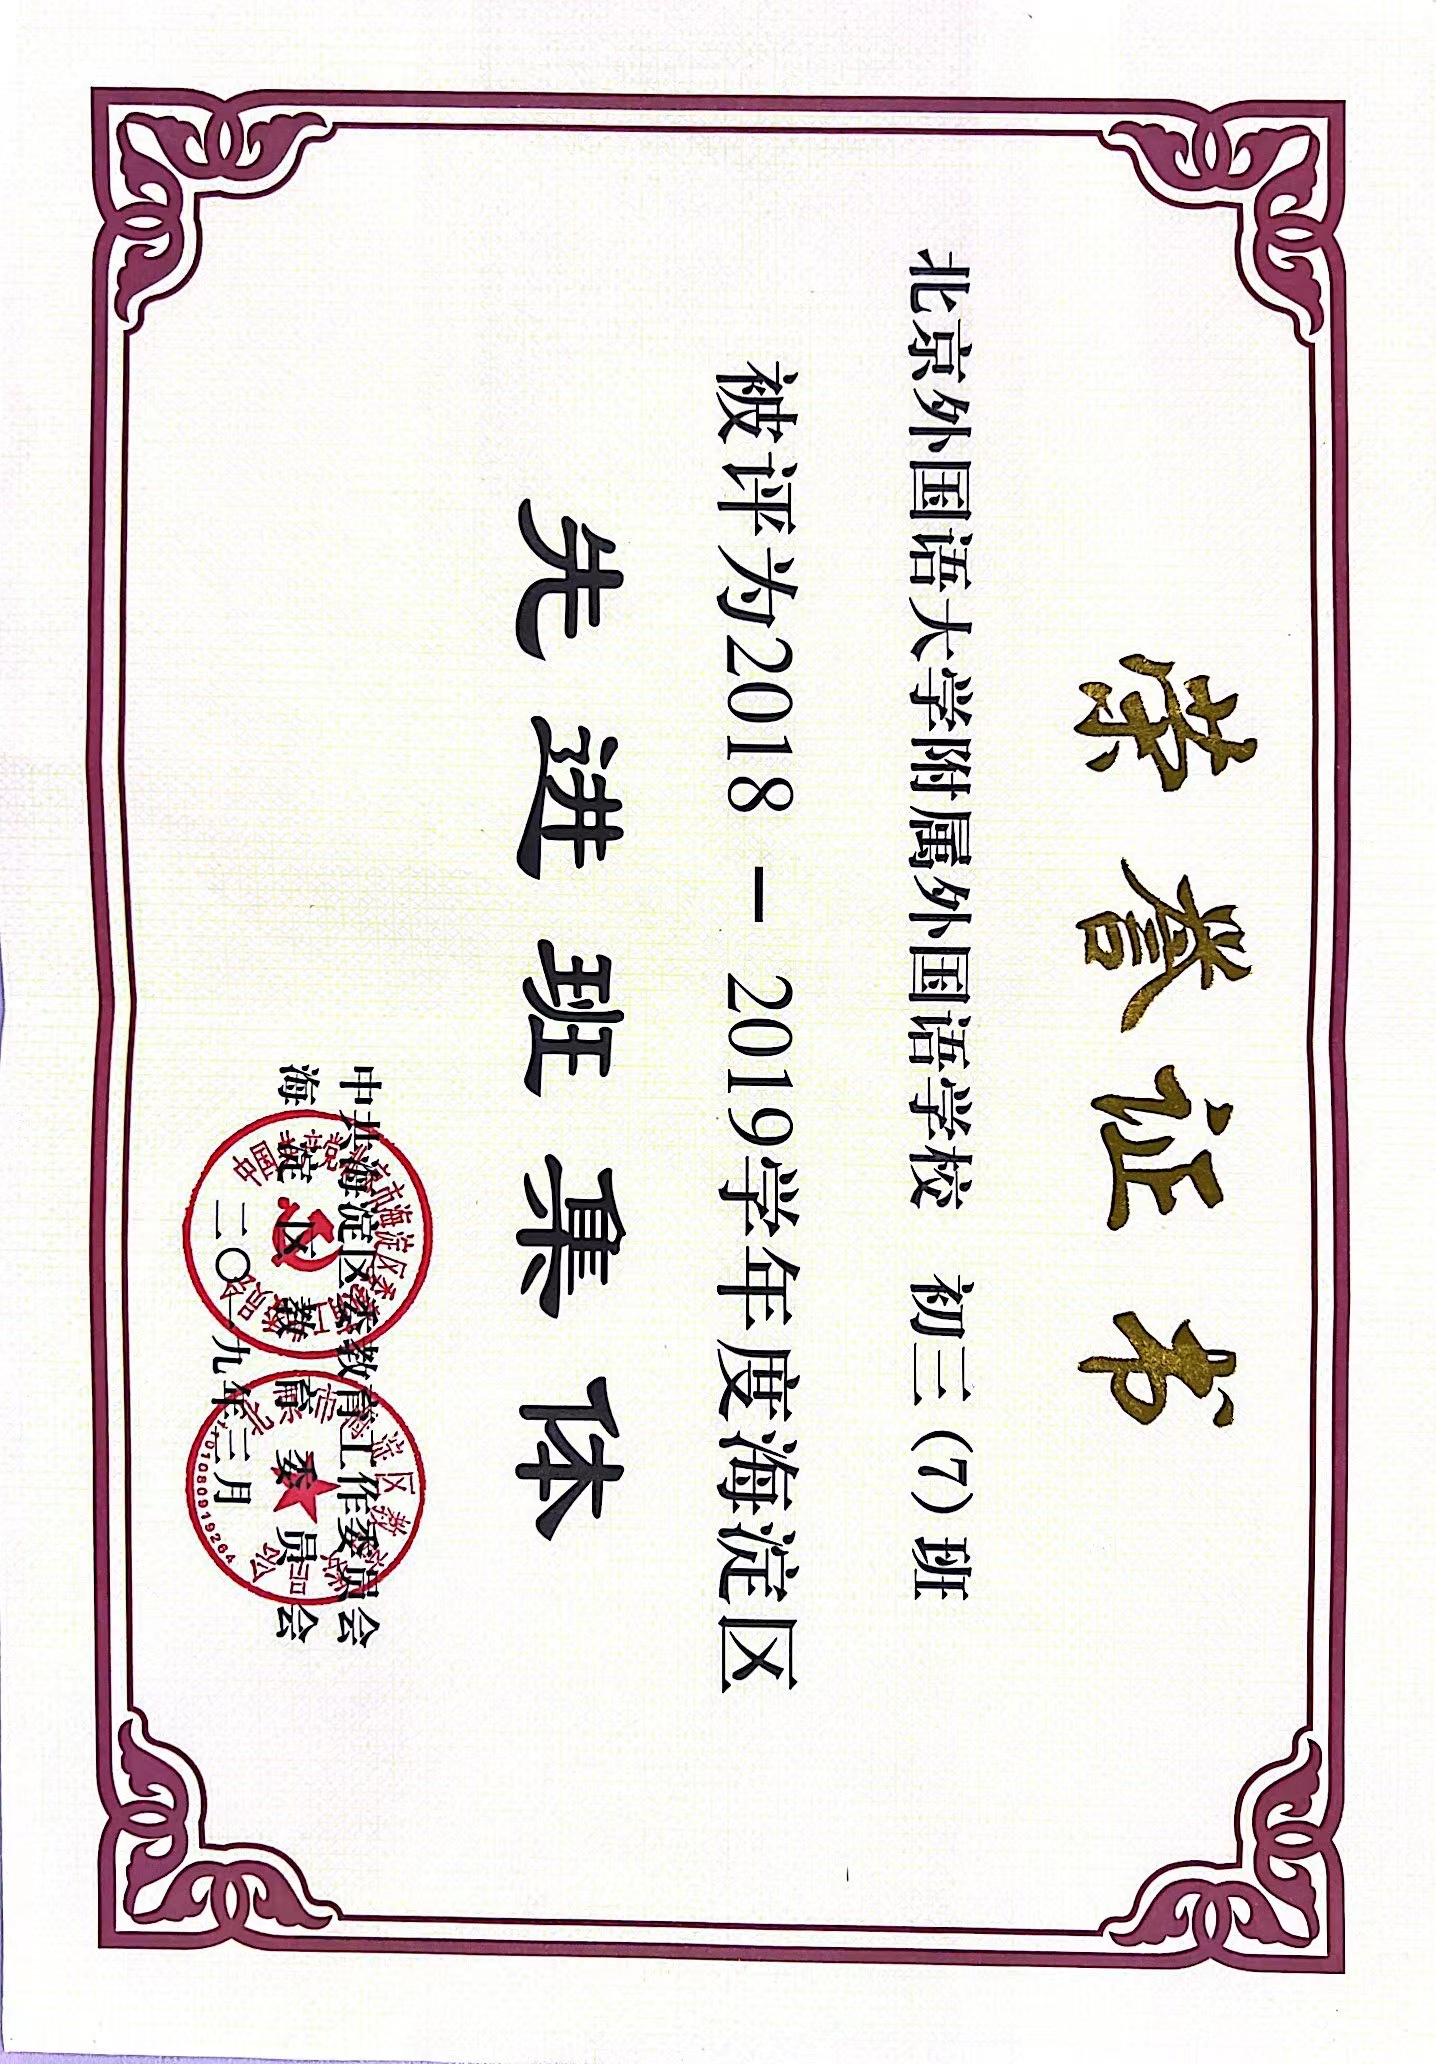 荣誉证书
北京外国语大学附属外国语学校 初三（7）班
被评为2018－2019学年度海淀区
先进班集体
中共海淀区委教育工作委员会
海淀区教育委员会
二〇一九年三月
1101080919264